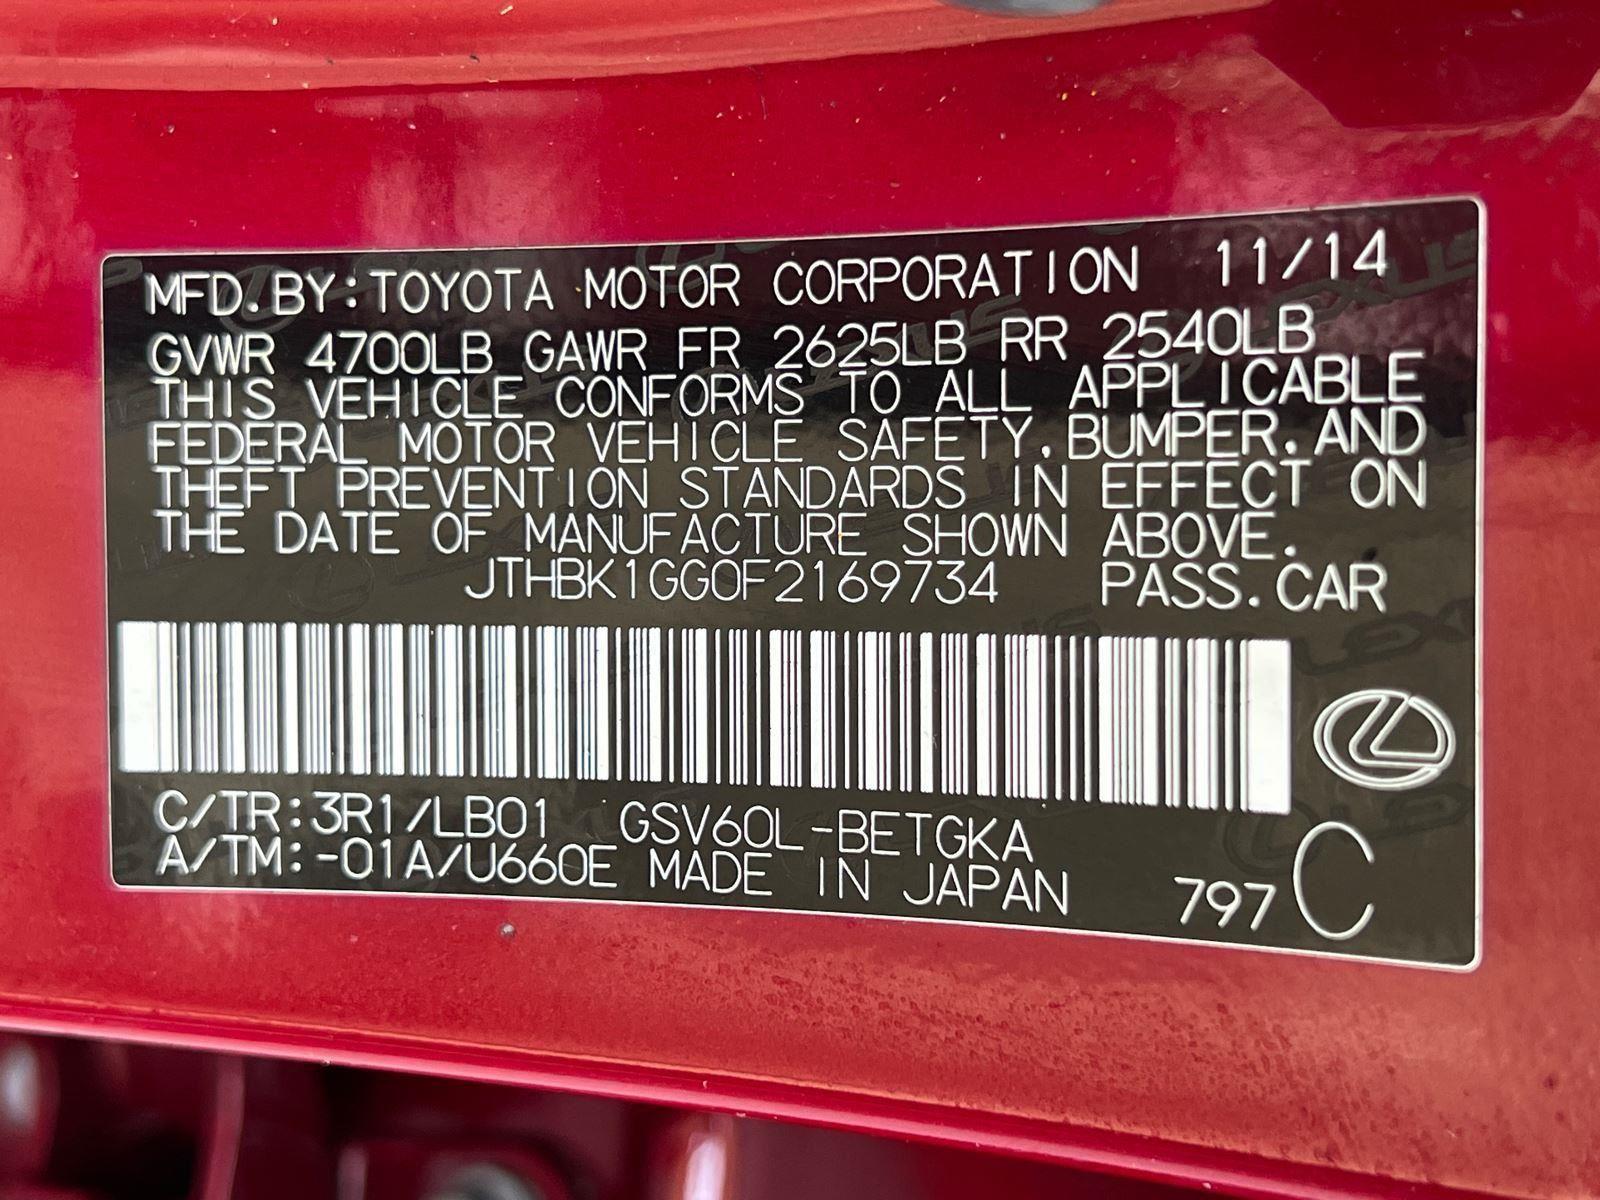 MFD.BY:TOYOTA MOTOR CORPORATION 11/14
GVWR 4700LB GAWR FR 2625LB RR 2540LB
THIS VEHICLE CONFORMS TO ALL APPLICABLE
FEDERAL MOTOR VEHICLE SAFETY,BUMPER,AND
THEFT PREVENTION STANDARDS IN EFFECT ON
THE DATE OF MANUFACTURE SHOWN ABOVE.
JTHBK1GG0F2169734 PASS.CAR
C/TR:3R1/LB01 GSV60L-BETGKA
A/TM:-01A/U660E MADE IN JAPAN 797 C